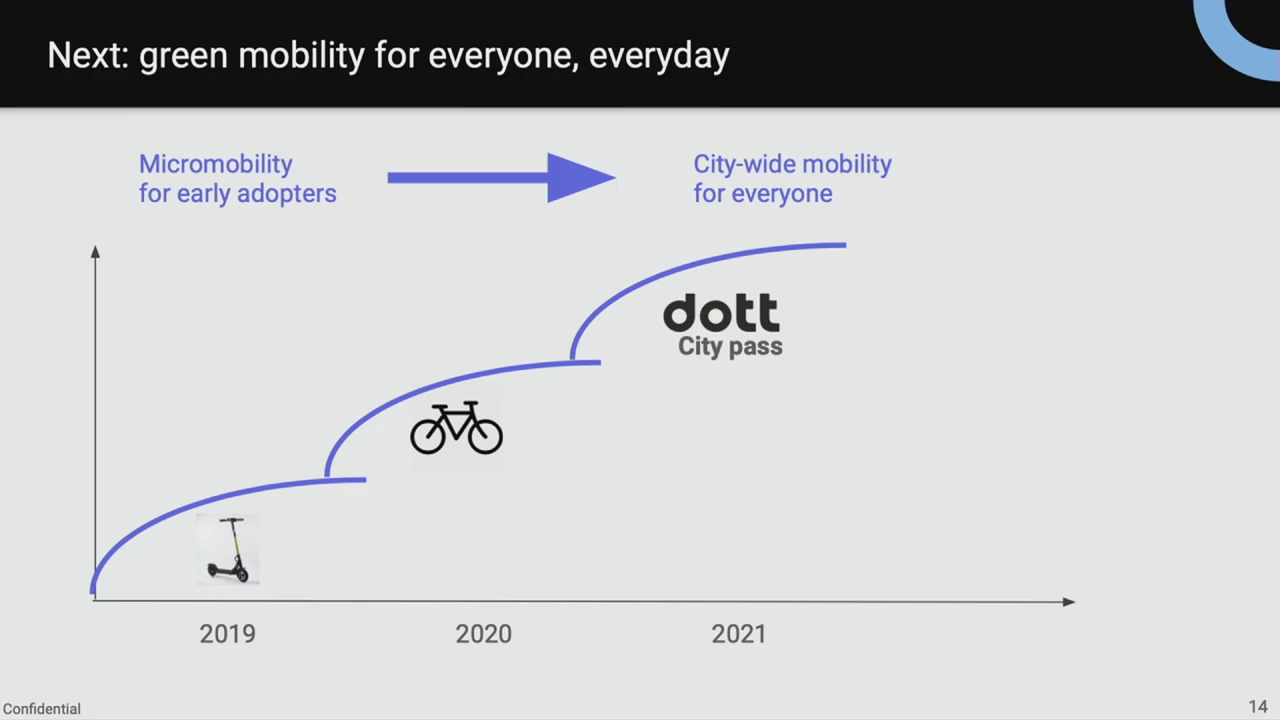 Next: green mobility for everyone, everyday
Micromobility
for early adopters
City-wide mobility
for everyone
dott
City pass
2019
2020
2021
Confidential
14